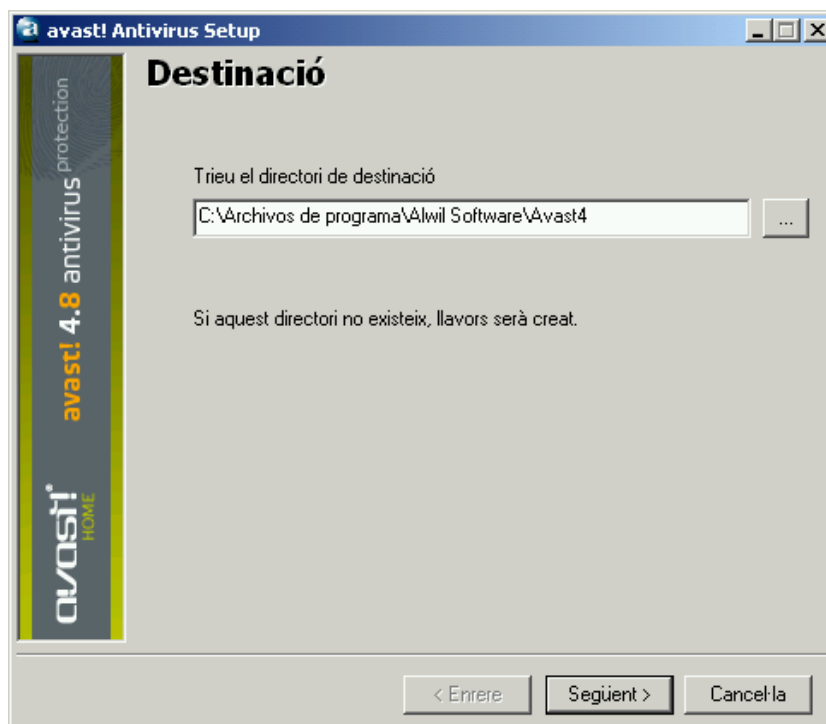 avast! Antivirus Setup
Destinació
Trieu el directori de destinació
C:\Archivos de programa\Alwil Software\Avast4
...
Si aquest directori no existeix, llavors serà creat.
avast! 4.8 antivirus protection
avast!
HOME
< Enrere
Següent >
Cancel·la